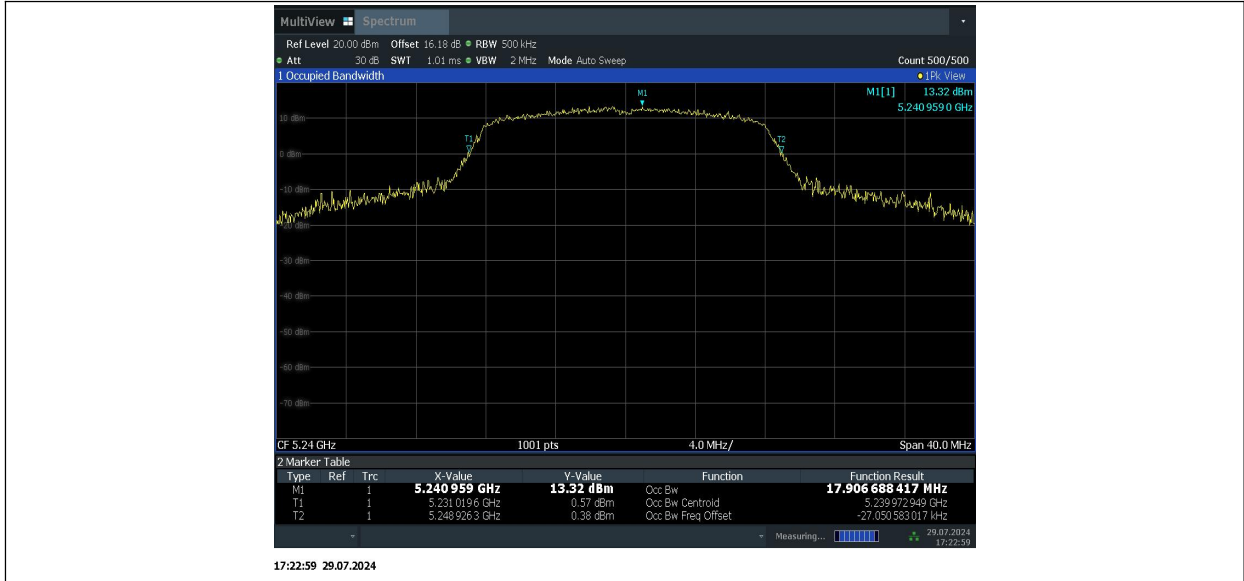 MultiView Spectrum
Ref Level 20.00 dBm Offset 16.18 dB RBW 500 kHz
Att 30 dB SWT 1.01 ms VBW 2 MHz Mode Auto Sweep Count 500/500
1 Occupied Bandwidth 1Pk View
M1[1] 13.32 dBm
5.240 959 0 GHz
M1
10 dBm
T1 T2
0 dBm
-10 dBm
-20 dBm
-30 dBm
-40 dBm
-50 dBm
-60 dBm
-70 dBm
CF 5.24 GHz 1001 pts 4.0 MHz/ Span 40.0 MHz
2 Marker Table
Type Ref Trc X-Value Y-Value Function Function Result
M1 1 5.240 959 GHz 13.32 dBm Occ Bw 17.906 688 417 MHz
T1 1 5.231 019 6 GHz 0.57 dBm Occ Bw Centroid 5.239 972 949 GHz
T2 1 5.248 926 3 GHz 0.38 dBm Occ Bw Freq Offset -27.050 583 017 kHz
Measuring... 29.07.2024
17:22:59
17:22:59 29.07.2024